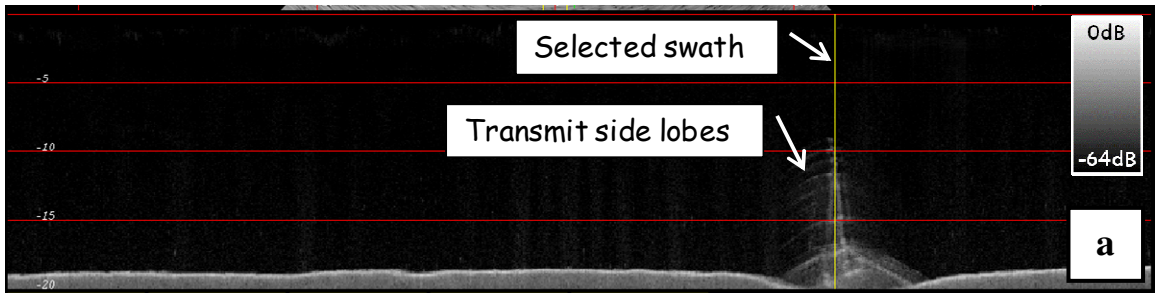 Selected swath
0dB
-5
Transmit side lobes
-10
-64dB
-15
a
-20